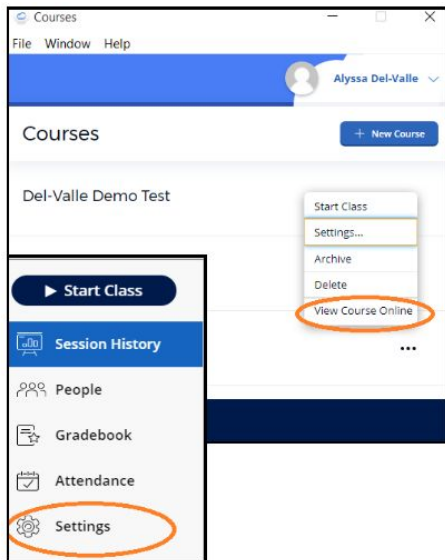 Courses
File Window Help
Alyssa Del-Valle
Courses
+ New Course
Del-Valle Demo Test
Start Class
Settings...
Archive
Delete
View Course Online
...
▶ Start Class
Session History
People
Gradebook
Attendance
Settings